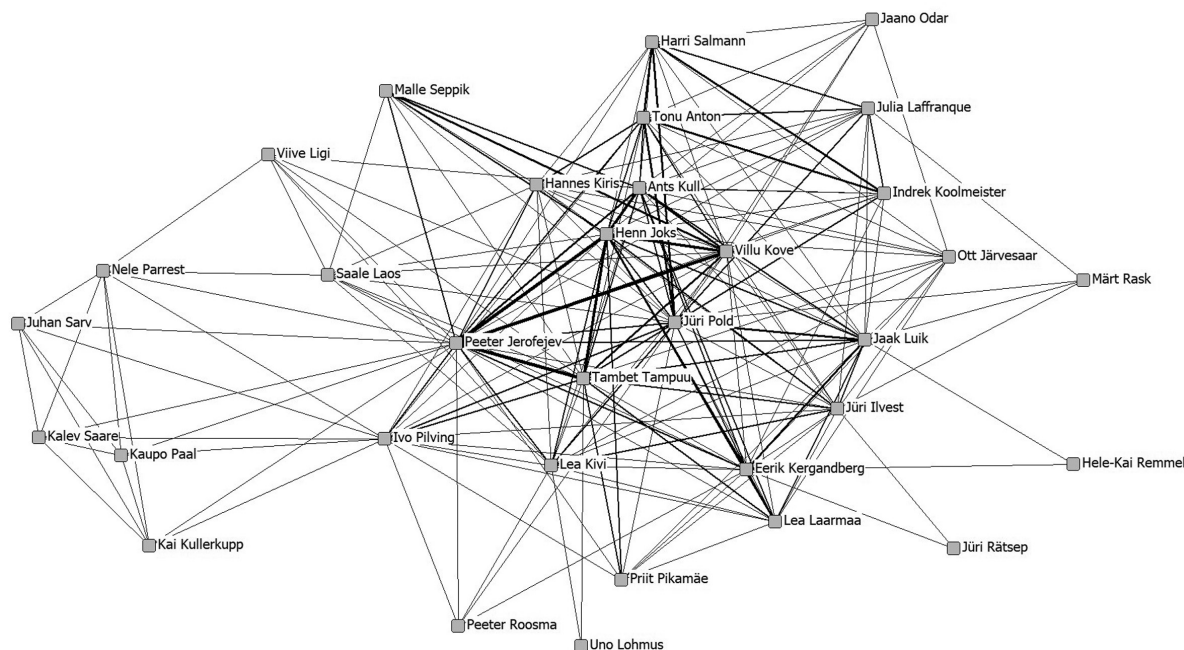 Jaano Odar
Harri Salmann
Malle Seppik
Julia Laffranque
Tonu Anton
Viive Ligi
Hannes Kiris
Ants Kull
Indrek Koolmeister
Henn Joks
Villu Kove
Ott Järvesaar
Nele Parrest
Saale Laos
Märt Rask
Juhan Sarv
Jüri Pold
Peeter Jerofejev
Jaak Luik
Tambet Tampuu
Jüri Ilvest
Kalev Saare
Ivo Pilving
Kaupo Paal
Lea Kivi
Eerik Kergandberg
Hele-Kai Remmel
Lea Laarmaa
Kai Kullerkupp
Jüri Rätsep
Priit Pikamäe
Peeter Roosma
Uno Lohmus